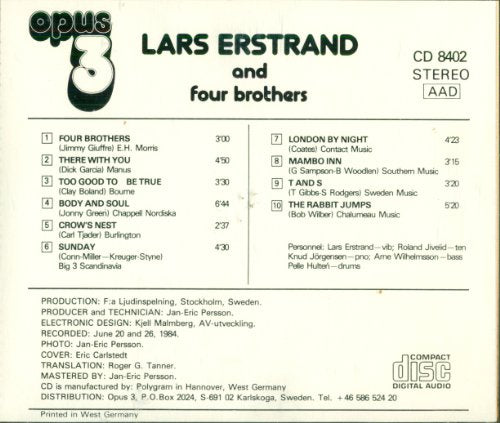 opus
3
LARS ERSTRAND
and
four brothers
CD 8402
STEREO
AAD
1 FOUR BROTHERS 3'00
(Jimmy Giuffre) E.H. Morris
2 THERE WITH YOU 4'50
(Dick Garcia) Manus
3 TOO GOOD TO BE TRUE 3'30
(Clay Boland) Bourne
4 BODY AND SOUL 6'44
(Jonny Green) Chappell Nordiska
5 CROW'S NEST 2'37
(Carl Tjader) Burlington
6 SUNDAY 4'30
(Conn-Miller-Kreuger-Styne)
Big 3 Scandinavia
7 LONDON BY NIGHT 4'23
(Coates) Contact Music
8 MAMBO INN 3'15
(G Sampson-B Woodlen) Southern Music
9 T AND S 3'20
(T Gibbs-S Rodgers) Sweden Music
10 THE RABBIT JUMPS 5'20
(Bob Wilber) Chalumeau Music
Personnel: Lars Erstrand–vib; Roland Jivelid–ten
Knud Jörgensen–pno; Arne Wilhelmsson–bass
Pelle Hultén–drums
PRODUCTION: F:a Ljudinspelning, Stockholm, Sweden.
PRODUCER and TECHNICIAN: Jan-Eric Persson.
ELECTRONIC DESIGN: Kjell Malmberg, AV-utveckling.
RECORDED: June 20 and 26, 1984.
PHOTO: Jan-Eric Persson.
COVER: Eric Carlstedt
TRANSLATION: Roger G. Tanner.
MASTERED BY: Jan-Eric Persson.
CD is manufactured by: Polygram in Hannover, West Germany
DISTRIBUTION: Opus 3, P.O.Box 2024, S-691 02 Karlskoga, Sweden. Tel. +46 586 524 20
COMPACT
disc
DIGITAL AUDIO
Printed in West Germany